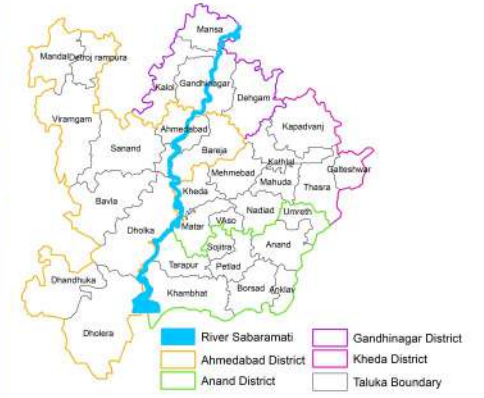 Mansa
Mandal
Detroj rampura
Kalol
Gandhinagar
Dehgam
Viramgam
Ahmedabad
Kapadvanj
Sanand
Bareja
Kathlal
Galteshwar
Mehmebad
Mahuda
Thasra
Kheda
Bavla
Nadiad
Umreth
VAso
Matar
Dholka
Sojitra
Anand
Tarapur
Petlad
Dhandhuka
Khambhat
Borsad
Anklav
Dholera
River Sabaramati
Gandhinagar District
Ahmedabad District
Kheda District
Anand District
Taluka Boundary